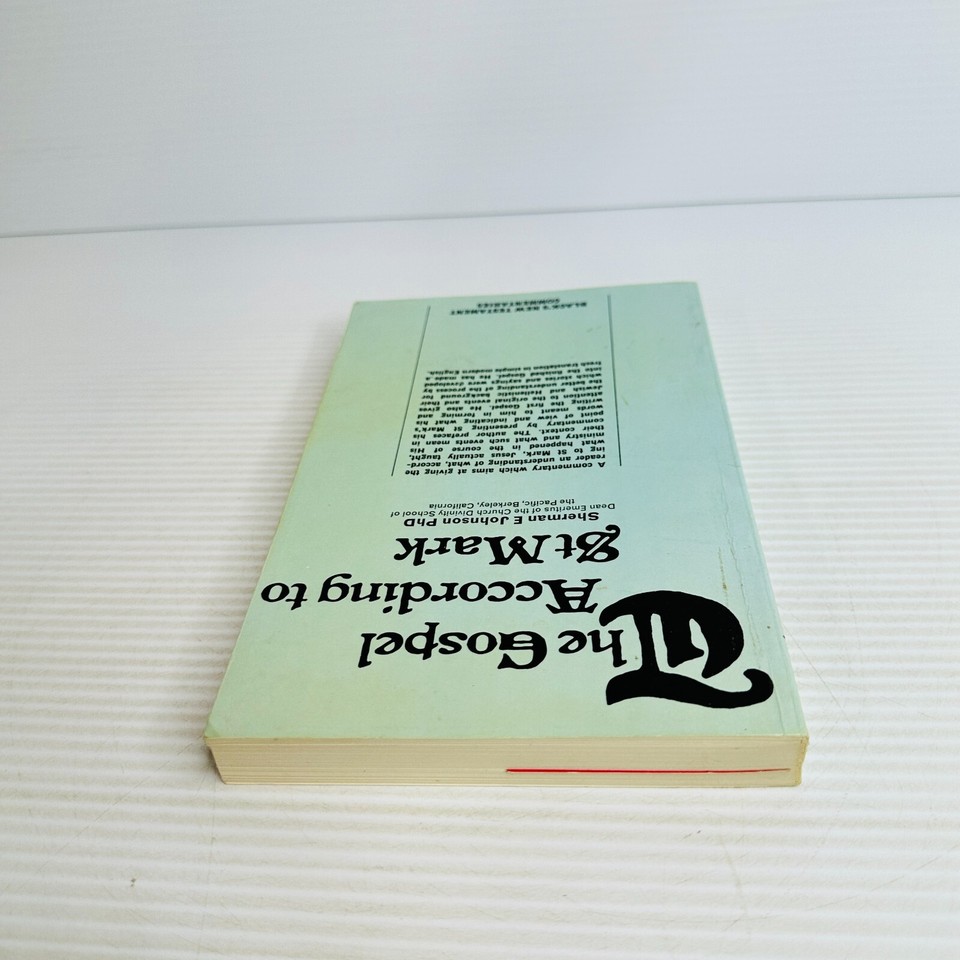 The Gospel
According to
St Mark
Sherman E Johnson PhD
Dean Emeritus of the Church Divinity School of
the Pacific, Berkeley, California
A commentary which aims at giving the
reader an understanding of what, accord-
ing to St Mark, Jesus actually taught,
what happened in the course of His
ministry and what such events mean in
their context. The author prefaces his
commentary by presenting St Mark's
point of view and indicating what his
words meant to him in forming and
writing the first Gospel. He also gives
attention to the original events and their
Jewish and Hellenistic background for
the better understanding of the process by
which stories and sayings were developed
into the finished Gospel. He has made a
fresh translation in simple modern English.
BLACK'S NEW TESTAMENT
COMMENTARIES